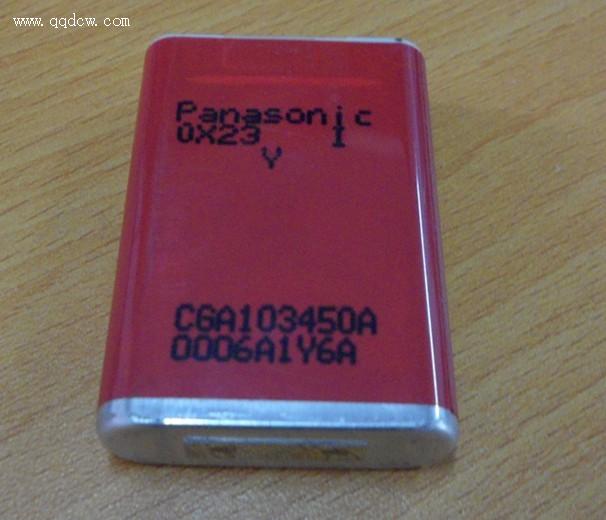 www.qqdcw.com
Panasonic
0X23 I
V
CGA103450A
0006A1Y6A